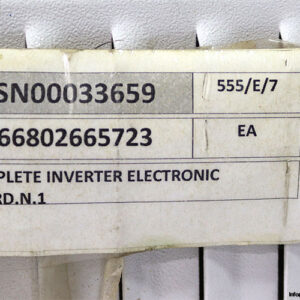 SN00033659
555/E/7
66802665723
EA
PLETE INVERTER ELECTRONIC
RD.N.1